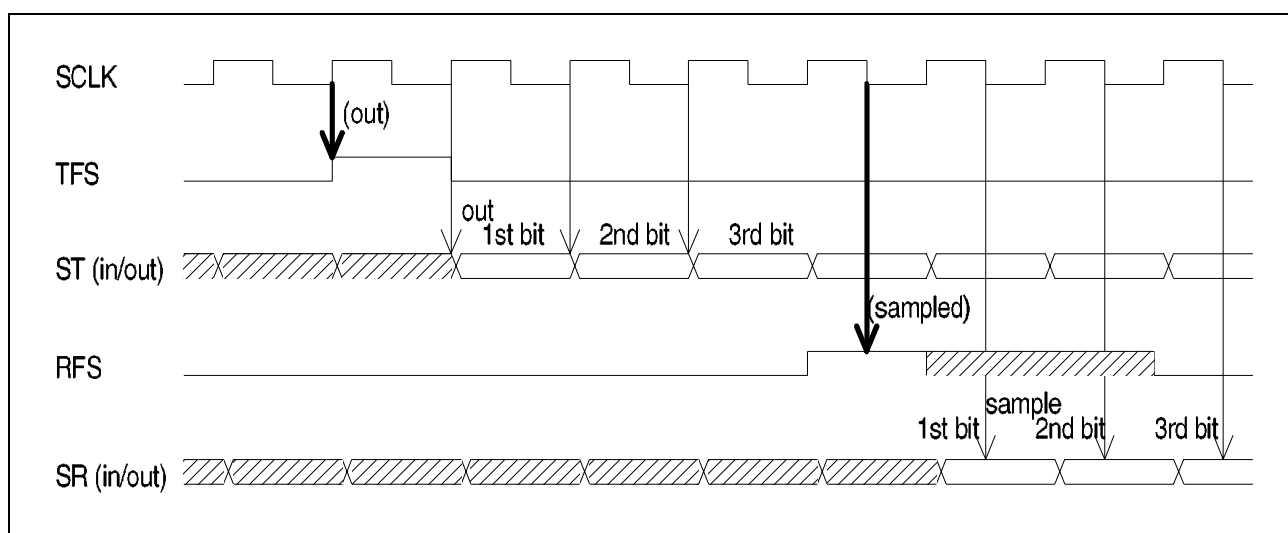 SCLK
(out)
TFS
out
1st bit 2nd bit 3rd bit
ST (in/out)
(sampled)
RFS
sample
1st bit 2nd bit 3rd bit
SR (in/out)